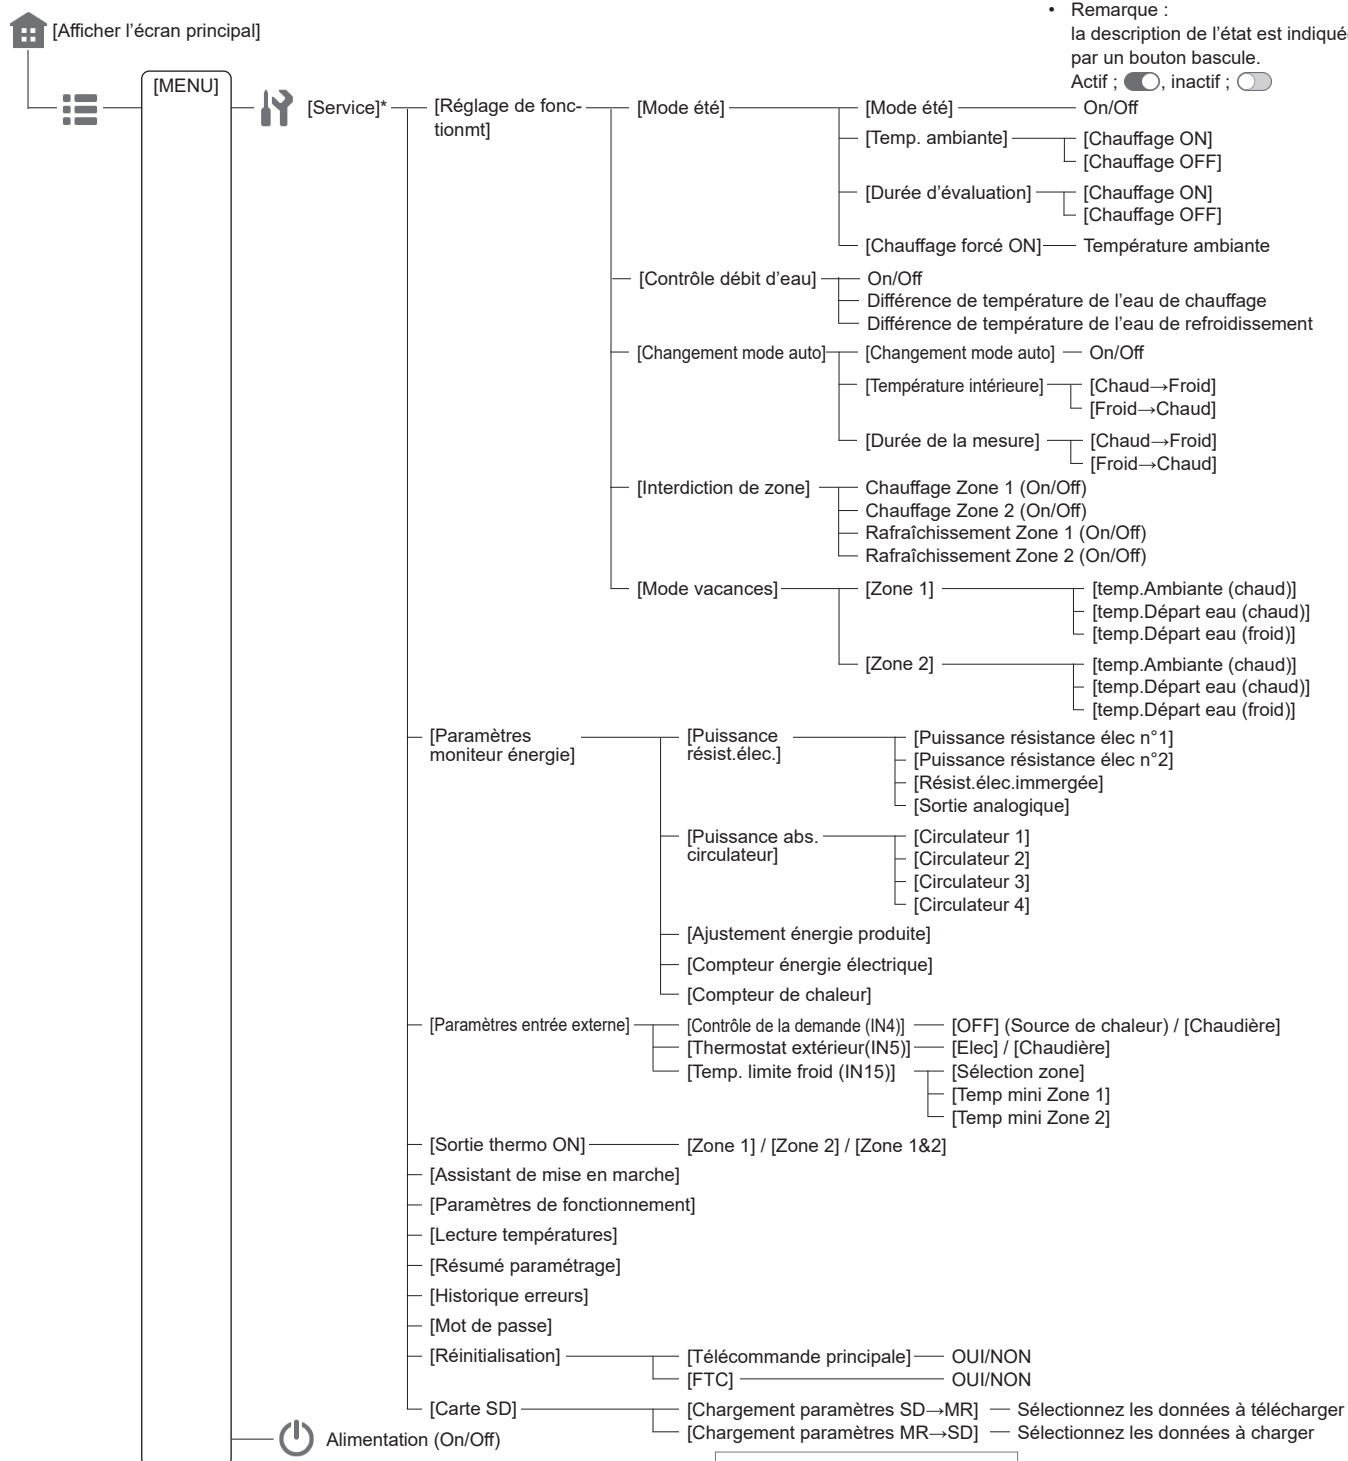 [Afficher l’écran principal]
• Remarque :
la description de l’état est indiquée
par un bouton bascule.
Actif ; , inactif ;
[MENU]
[Service]*
[Réglage de fonc-
tionmt]
[Mode été]
[Mode été]
On/Off
[Temp. ambiante]
[Chauffage ON]
[Chauffage OFF]
[Durée d’évaluation]
[Chauffage ON]
[Chauffage OFF]
[Chauffage forcé ON]
Température ambiante
[Contrôle débit d’eau]
On/Off
Différence de température de l’eau de chauffage
Différence de température de l’eau de refroidissement
[Changement mode auto]
[Changement mode auto]
On/Off
[Température intérieure]
[Chaud→Froid]
[Froid→Chaud]
[Durée de la mesure]
[Chaud→Froid]
[Froid→Chaud]
[Interdiction de zone]
Chauffage Zone 1 (On/Off)
Chauffage Zone 2 (On/Off)
Rafraîchissement Zone 1 (On/Off)
Rafraîchissement Zone 2 (On/Off)
[Mode vacances]
[Zone 1]
[temp.Ambiante (chaud)]
[temp.Départ eau (chaud)]
[temp.Départ eau (froid)]
[Zone 2]
[temp.Ambiante (chaud)]
[temp.Départ eau (chaud)]
[temp.Départ eau (froid)]
[Paramètres
moniteur énergie]
[Puissance
résist.élec.]
[Puissance résistance élec n°1]
[Puissance résistance élec n°2]
[Résist.élec.immergée]
[Sortie analogique]
[Puissance abs.
circulateur]
[Circulateur 1]
[Circulateur 2]
[Circulateur 3]
[Circulateur 4]
[Ajustement énergie produite]
[Compteur énergie électrique]
[Compteur de chaleur]
[Paramètres entrée externe]
[Contrôle de la demande (IN4)]
[OFF] (Source de chaleur) / [Chaudière]
[Thermostat extérieur(IN5)]
[Elec] / [Chaudière]
[Temp. limite froid (IN15)]
[Sélection zone]
[Temp mini Zone 1]
[Temp mini Zone 2]
[Sortie thermo ON]
[Zone 1] / [Zone 2] / [Zone 1&2]
[Assistant de mise en marche]
[Paramètres de fonctionnement]
[Lecture températures]
[Résumé paramétrage]
[Historique erreurs]
[Mot de passe]
[Réinitialisation]
[Télécommande principale]
OUI/NON
[FTC]
OUI/NON
[Carte SD]
[Chargement paramètres SD→MR]
Sélectionnez les données à télécharger
[Chargement paramètres MR→SD]
Sélectionnez les données à charger
Alimentation (On/Off)